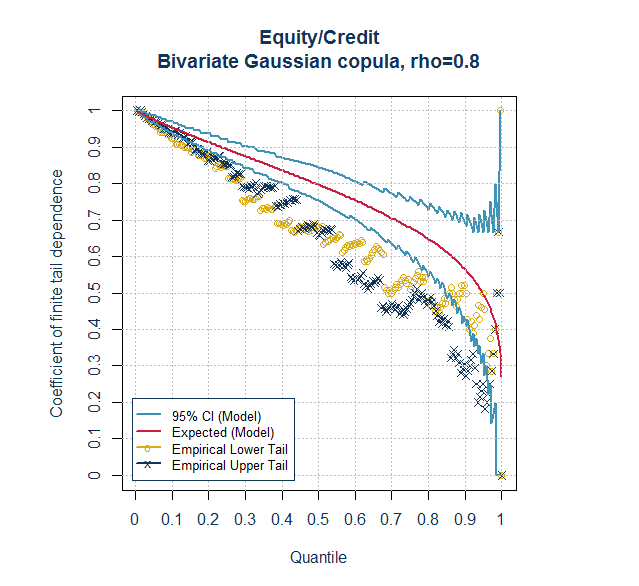 Equity/Credit
Bivariate Gaussian copula, rho=0.8
Coefficient of finite tail dependence
1
0.9
0.8
0.7
0.6
0.5
0.4
0.3
0.2
0.1
0
95% CI (Model)
Expected (Model)
Empirical Lower Tail
Empirical Upper Tail
0 0.1 0.2 0.3 0.4 0.5 0.6 0.7 0.8 0.9 1
Quantile